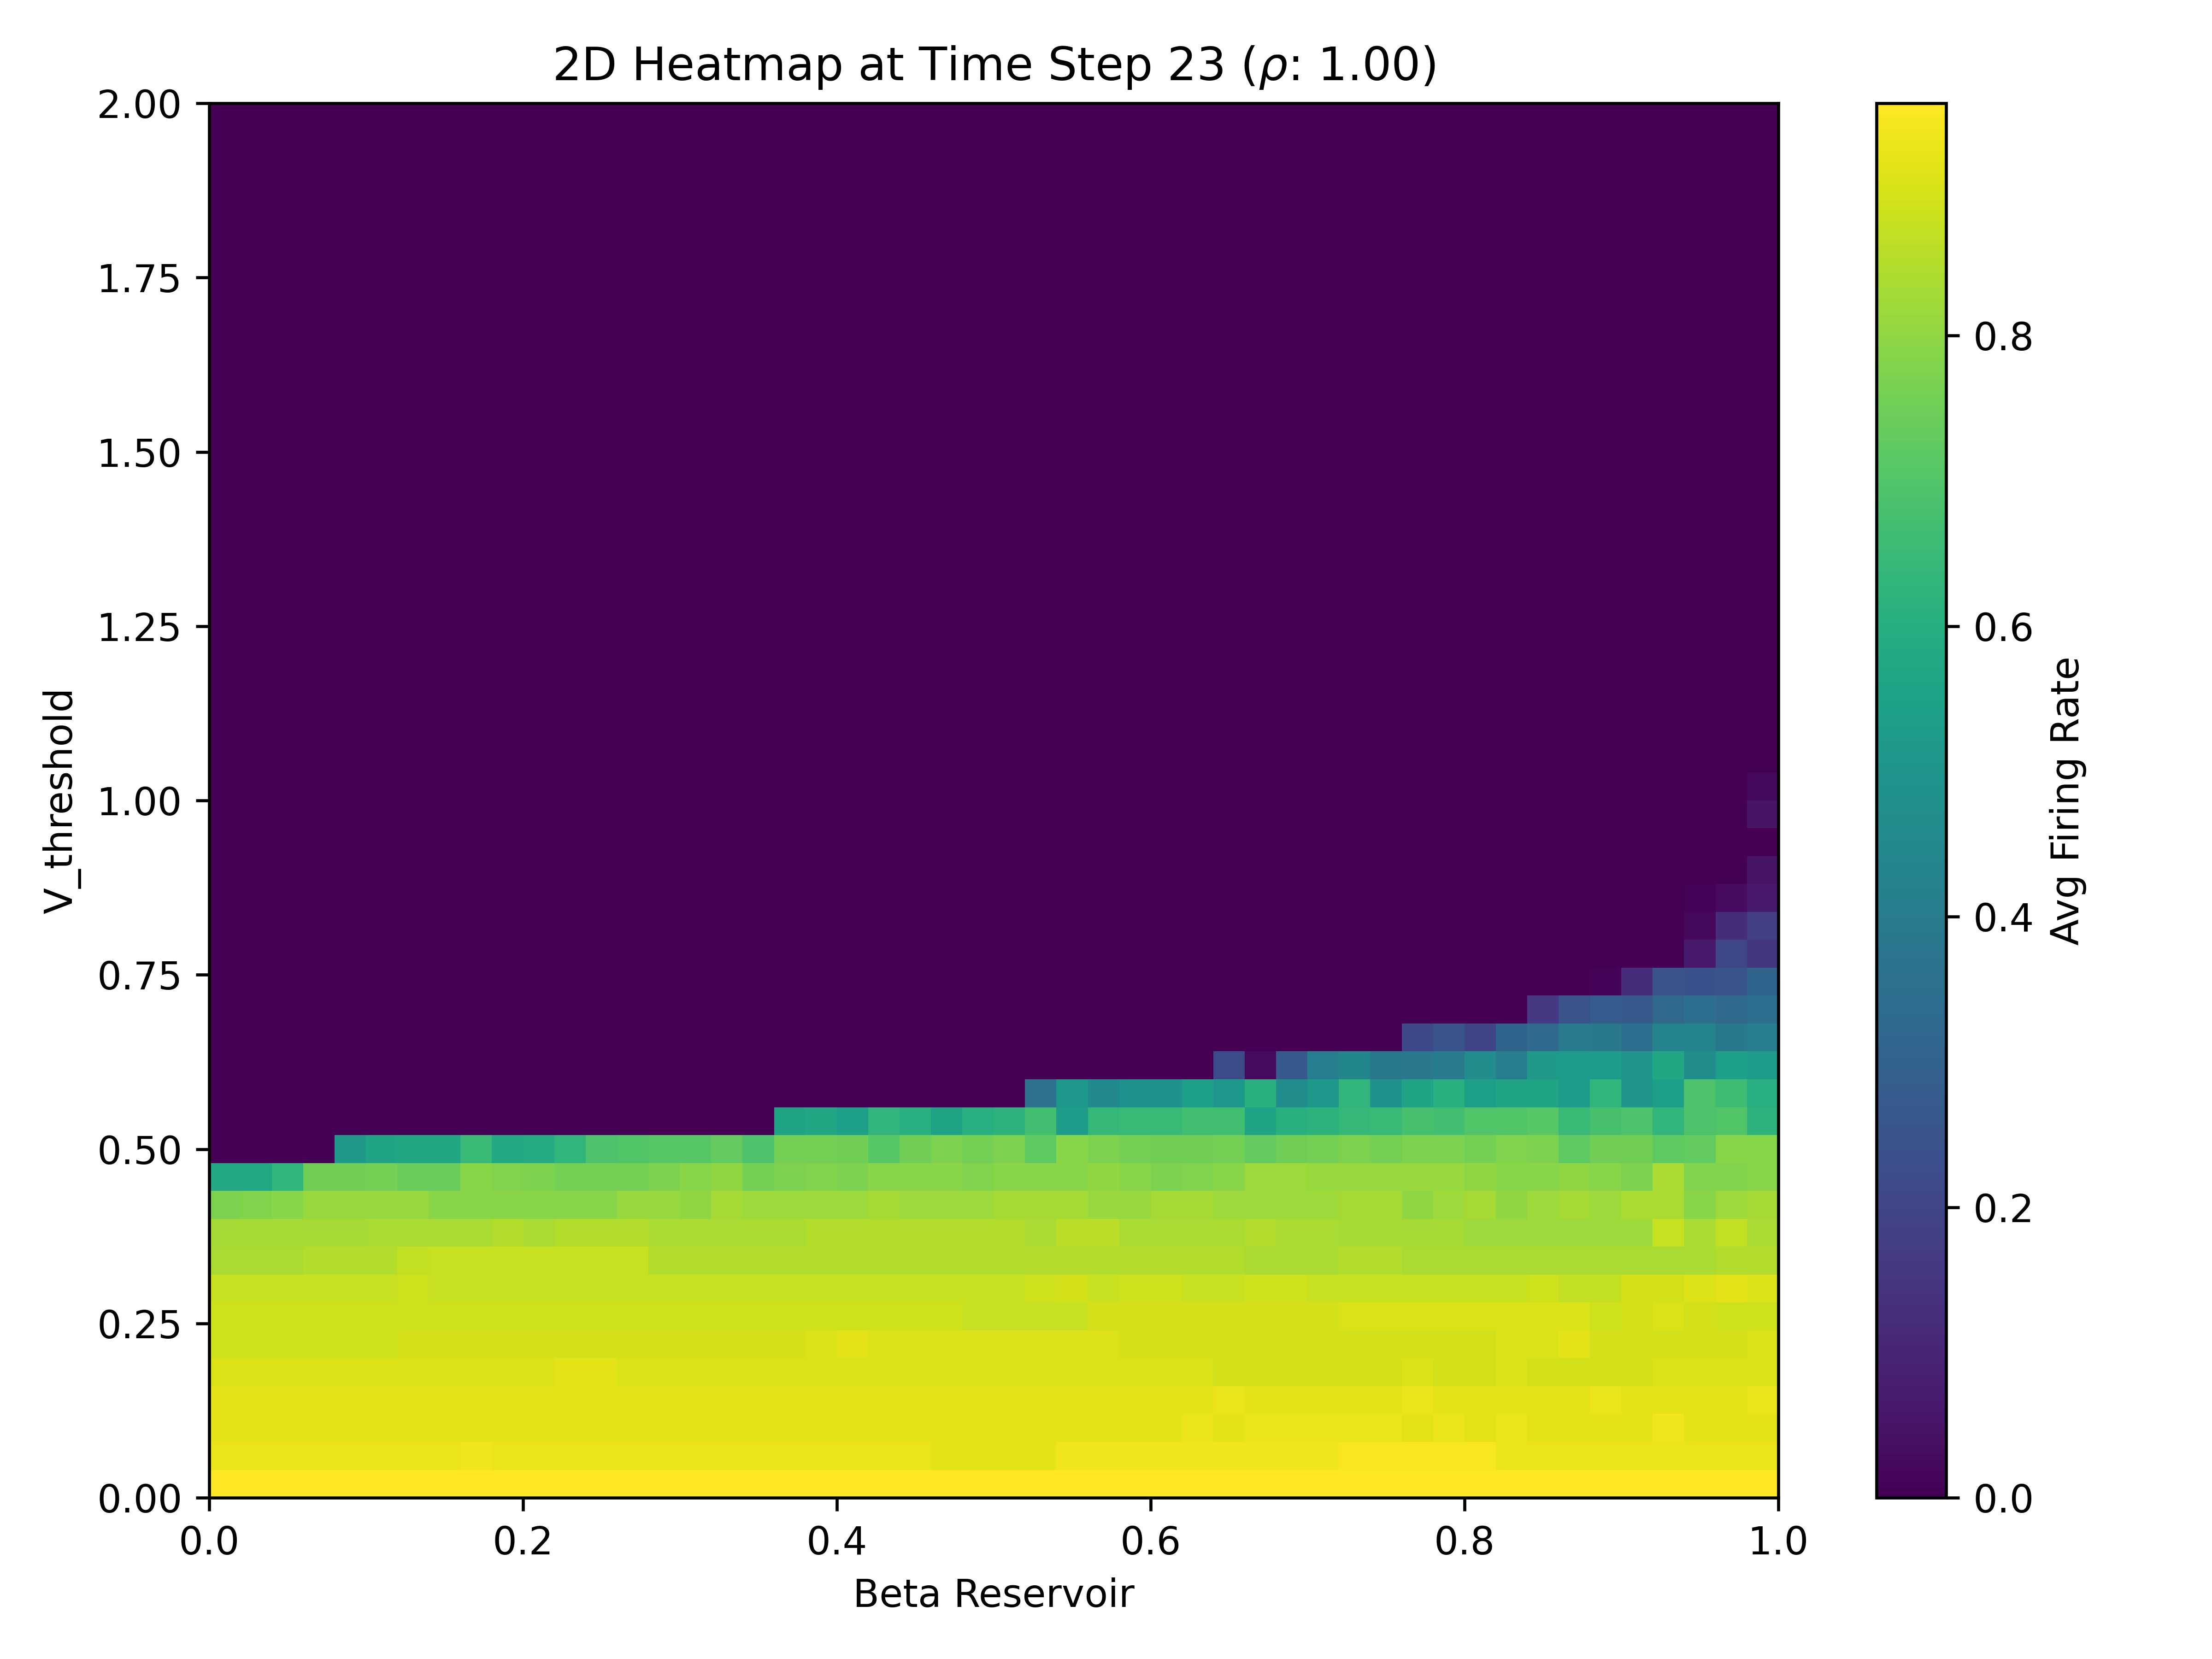 2D Heatmap at Time Step 23 (ρ: 1.00)
2.00
1.75
1.50
1.25
1.00
0.75
0.50
0.25
0.00
V_threshold
0.0 0.2 0.4 0.6 0.8 1.0
Beta Reservoir
0.8
0.6
0.4
0.2
0.0
Avg Firing Rate